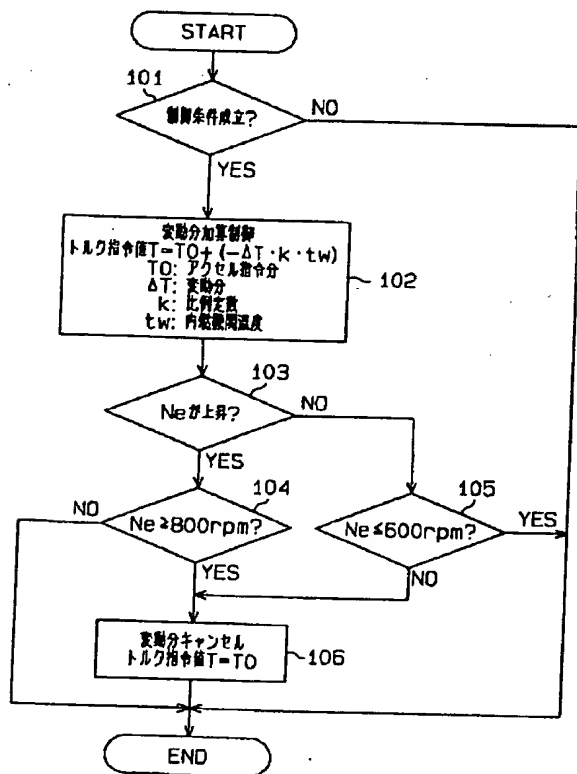 START
101
制御条件成立?
NO
YES
変動分加算制御
トルク指令値T=T0+(-ΔT・k・tw)
T0: アクセル指令分
ΔT: 変動分
k: 比例定数
tw: 内燃機関温度
102
103
Neが上昇?
NO
YES
104
105
NO
Ne≥800rpm?
Ne≤600rpm?
YES
YES
NO
変動分キャンセル
トルク指令値T=T0
106
END